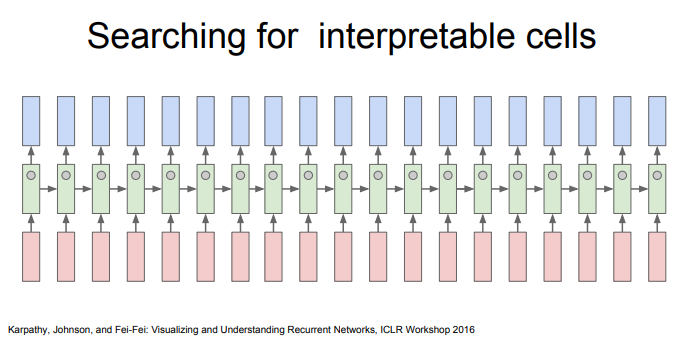 Searching for  interpretable cells
Karpathy, Johnson, and Fei-Fei: Visualizing and Understanding Recurrent Networks, ICLR Workshop 2016